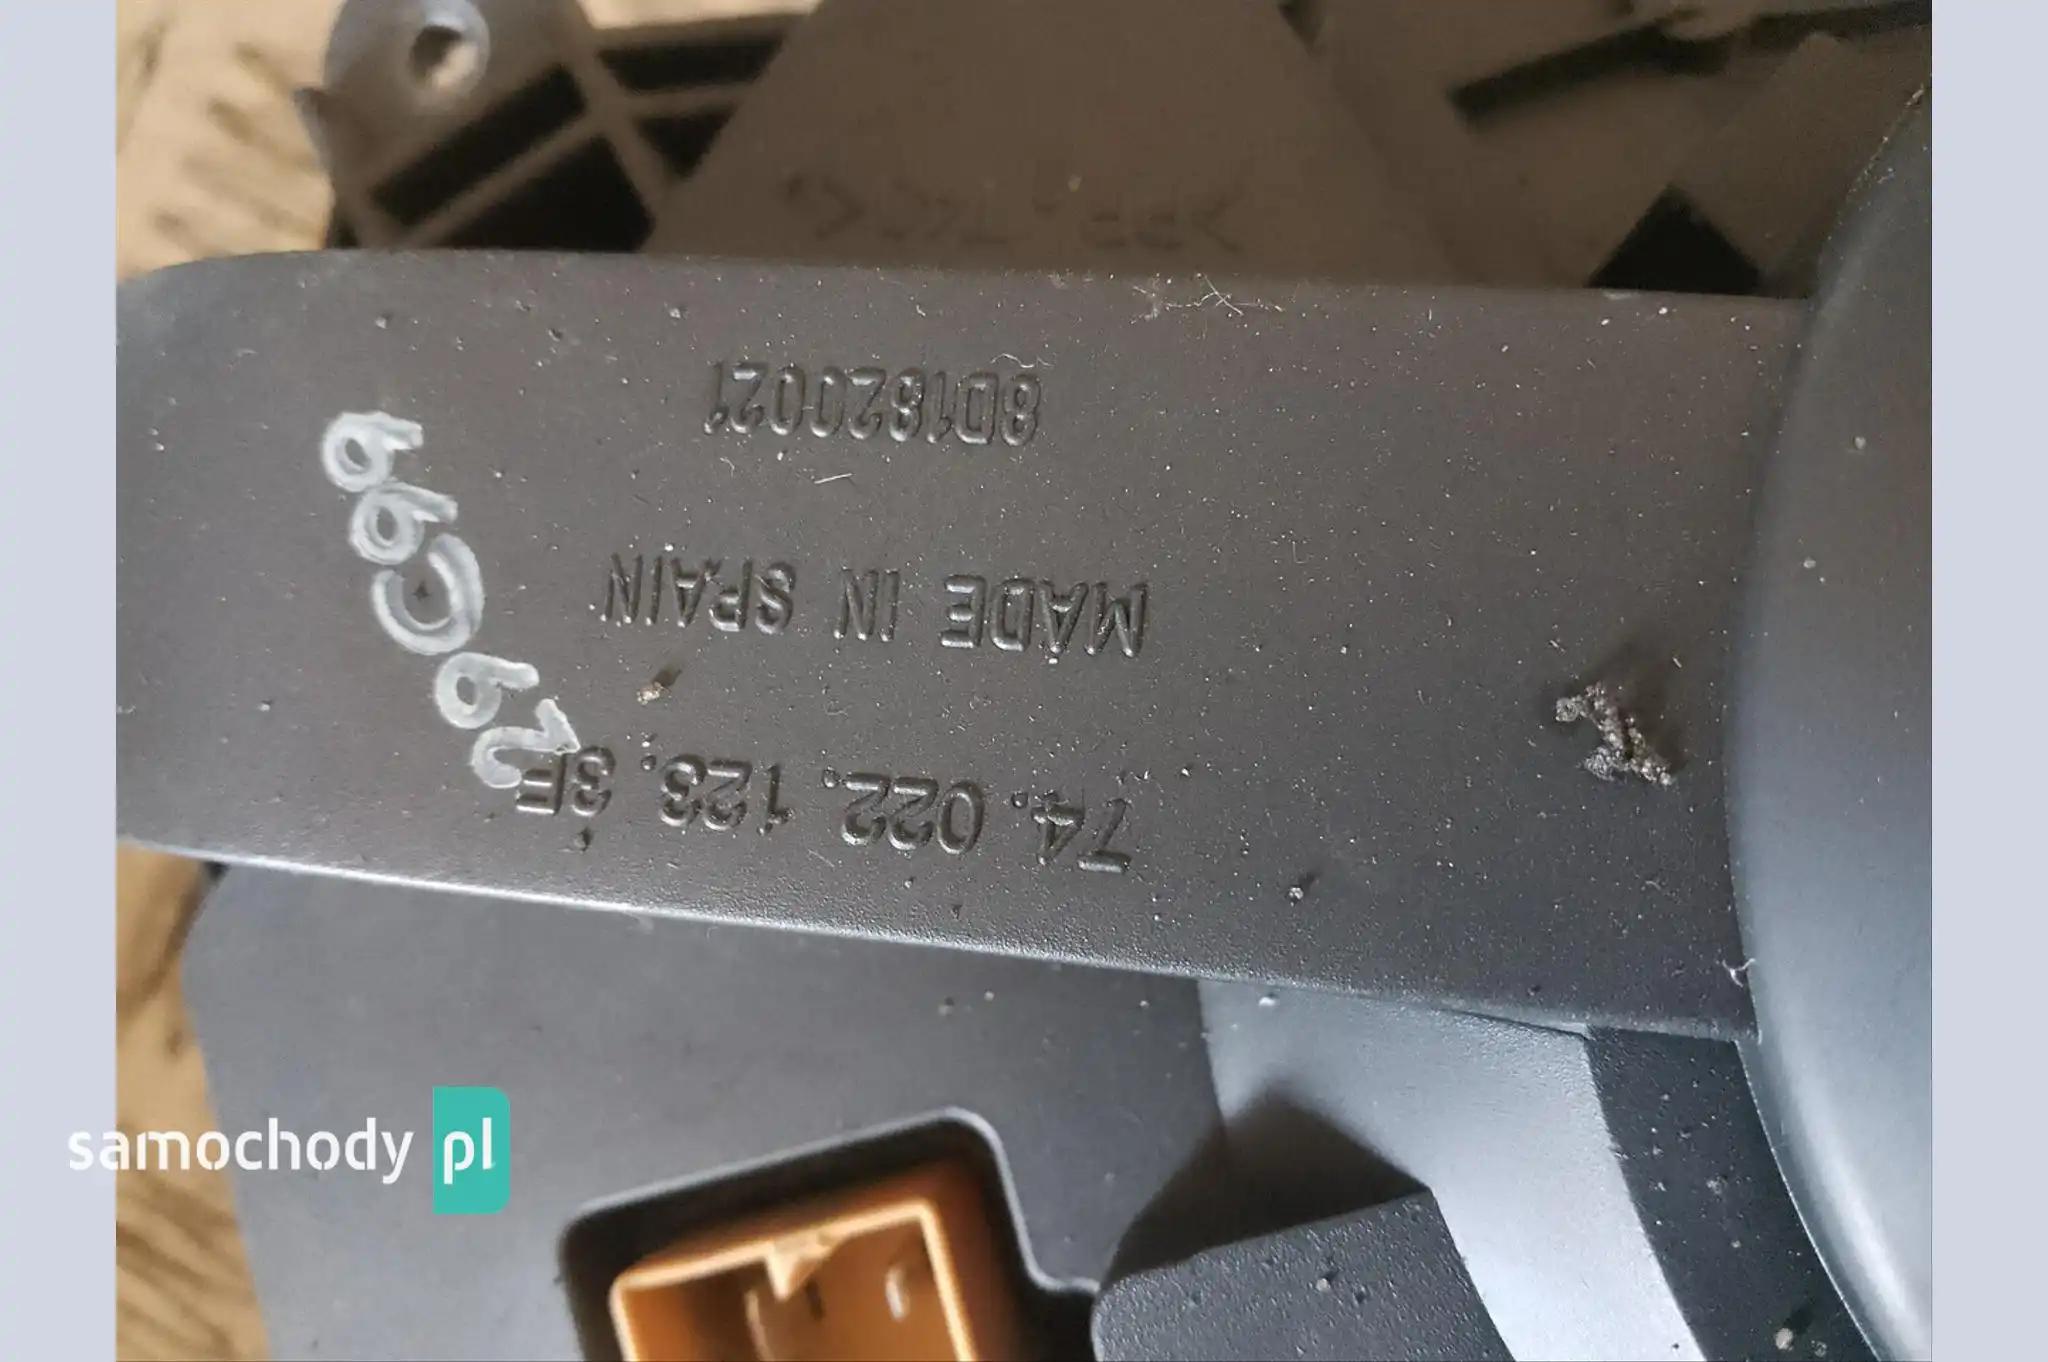 74.022.123.3F
MADE IN SPAIN
8D1820021
samochody pl